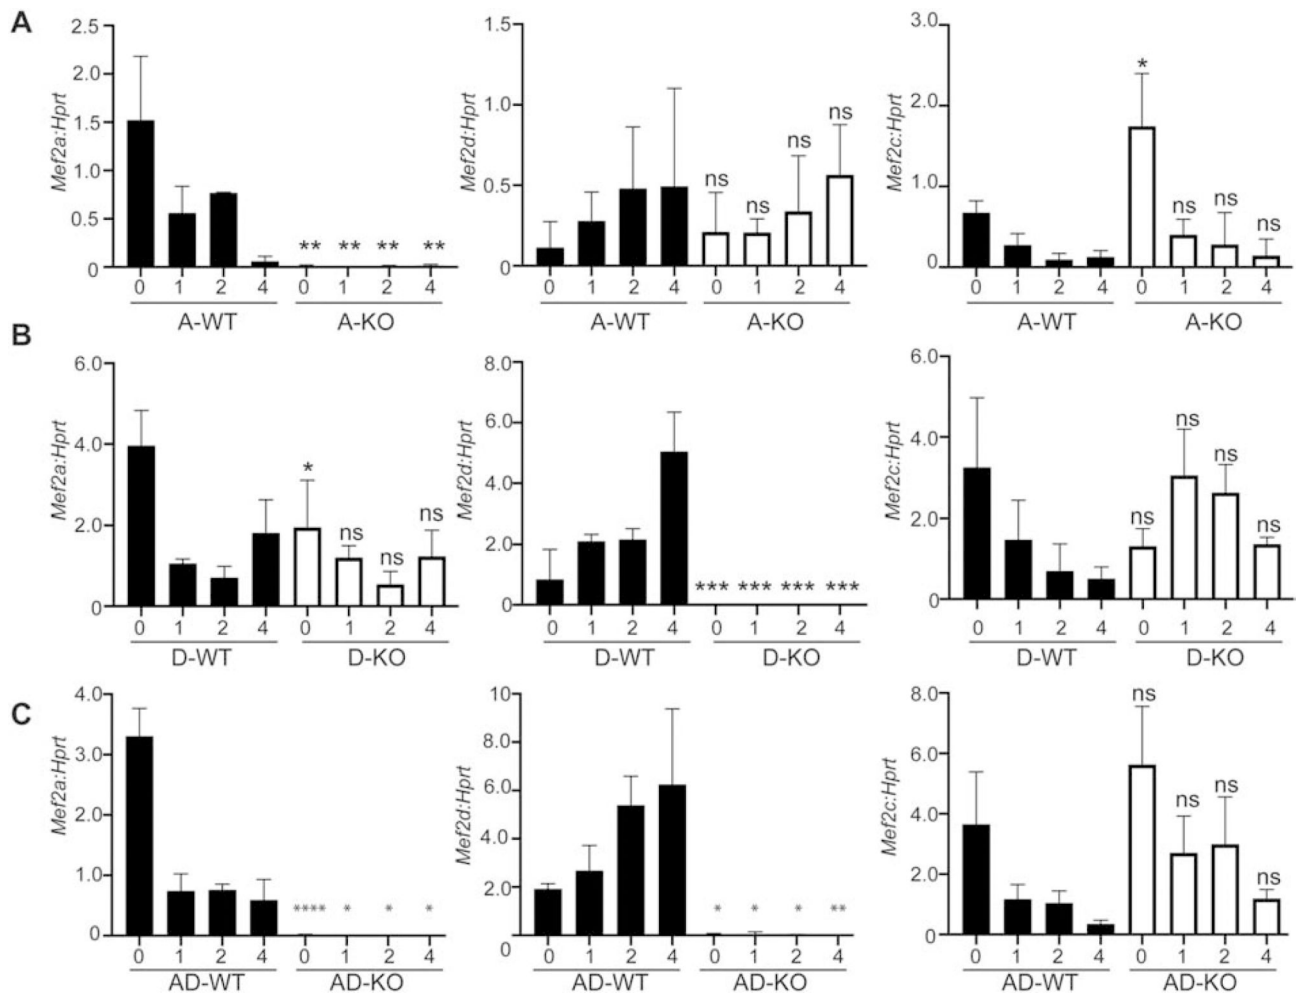 A
Mef2a:Hprt
2.5
2.0
1.5
1.0
0.5
0
** ** ** **
0 1 2 4 0 1 2 4
A-WT A-KO
Mef2d:Hprt
1.5
1.0
0.5
0
ns ns ns ns
0 1 2 4 0 1 2 4
A-WT A-KO
Mef2c:Hprt
3.0
2.0
1.0
0
* ns ns ns
0 1 2 4 0 1 2 4
A-WT A-KO
B
Mef2a:Hprt
6.0
4.0
2.0
0
* ns ns ns
0 1 2 4 0 1 2 4
D-WT D-KO
Mef2d:Hprt
8.0
6.0
4.0
2.0
0
*** *** *** ***
0 1 2 4 0 1 2 4
D-WT D-KO
Mef2c:Hprt
6.0
4.0
2.0
0
ns ns ns ns
0 1 2 4 0 1 2 4
D-WT D-KO
C
Mef2a:Hprt
4.0
3.0
2.0
1.0
0
**** * * *
0 1 2 4 0 1 2 4
AD-WT AD-KO
Mef2d:Hprt
10
8.0
6.0
4.0
2.0
0
* * * **
0 1 2 4 0 1 2 4
AD-WT AD-KO
Mef2c:Hprt
8.0
6.0
4.0
2.0
0
ns ns ns ns
0 1 2 4 0 1 2 4
AD-WT AD-KO